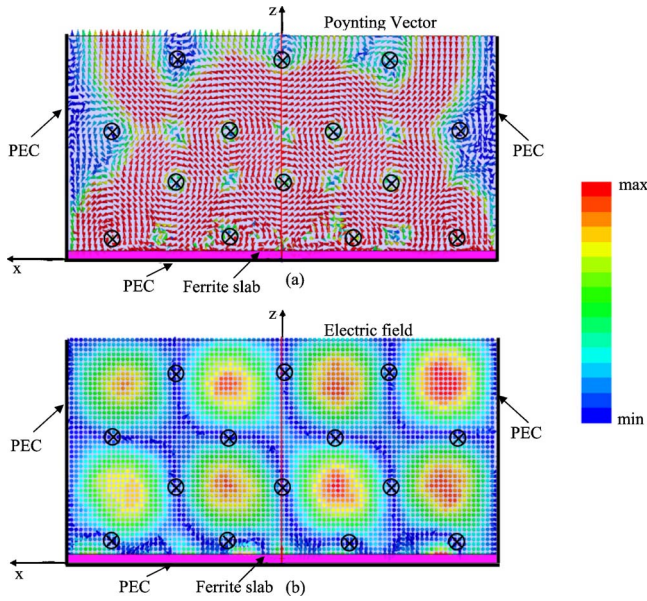 z
Poynting Vector
PEC
PEC
max
x
PEC
Ferrite slab
(a)
z
Electric field
min
PEC
PEC
x
PEC
Ferrite slab
(b)